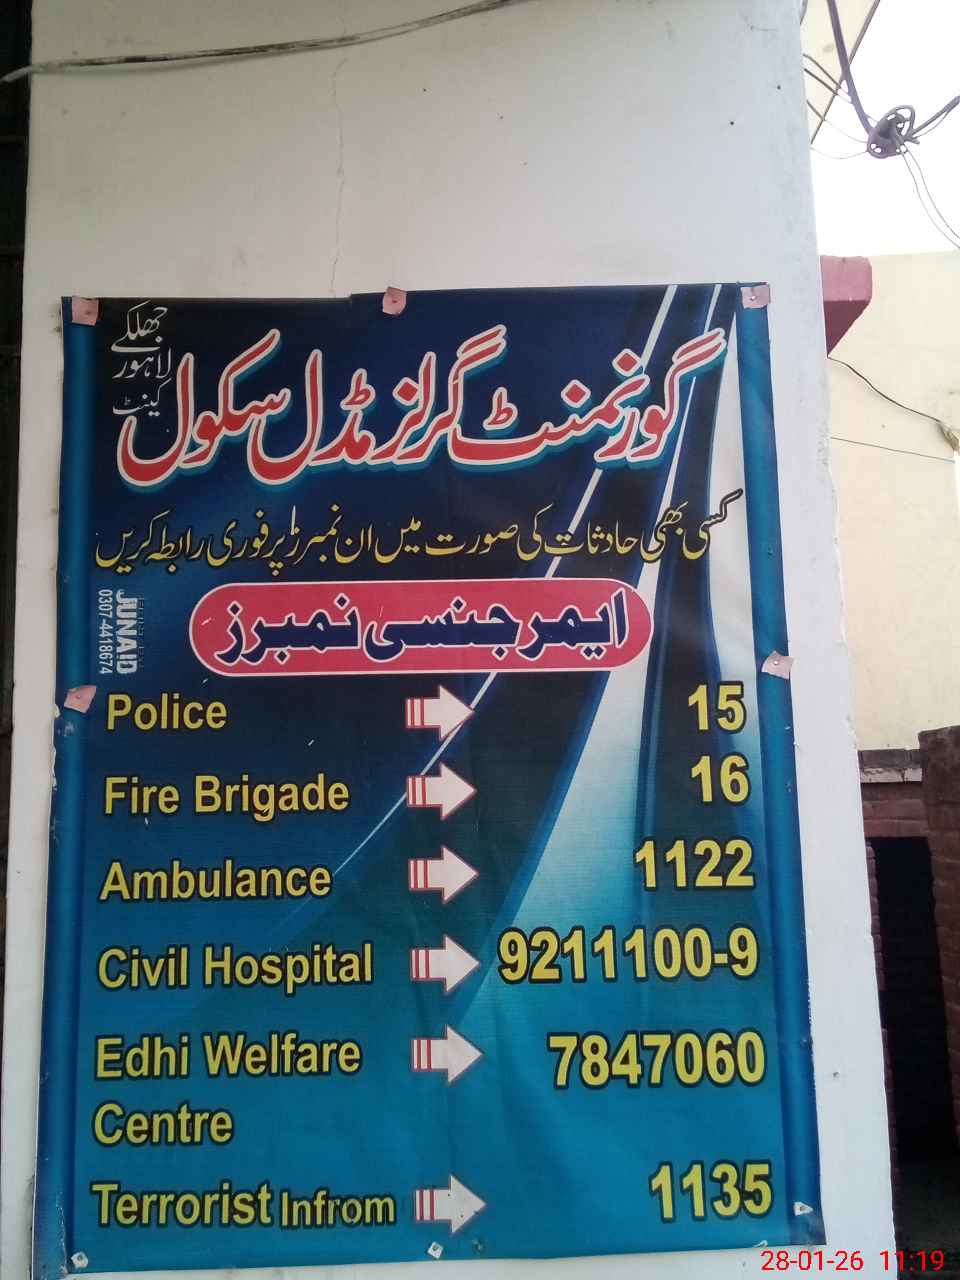 جھلکے
لاہور
کینٹ
گورنمنٹ گرلز مڈل سکول
کسی بھی حادثات کی صورت میں ان نمبرز پر فوری رابطہ کریں
JUNAID
0307-4418674
ایمرجنسی نمبرز
Police 15
Fire Brigade 16
Ambulance 1122
Civil Hospital 9211100-9
Edhi Welfare 7847060
Centre
Terrorist Infrom 1135
28-01-26 11:19